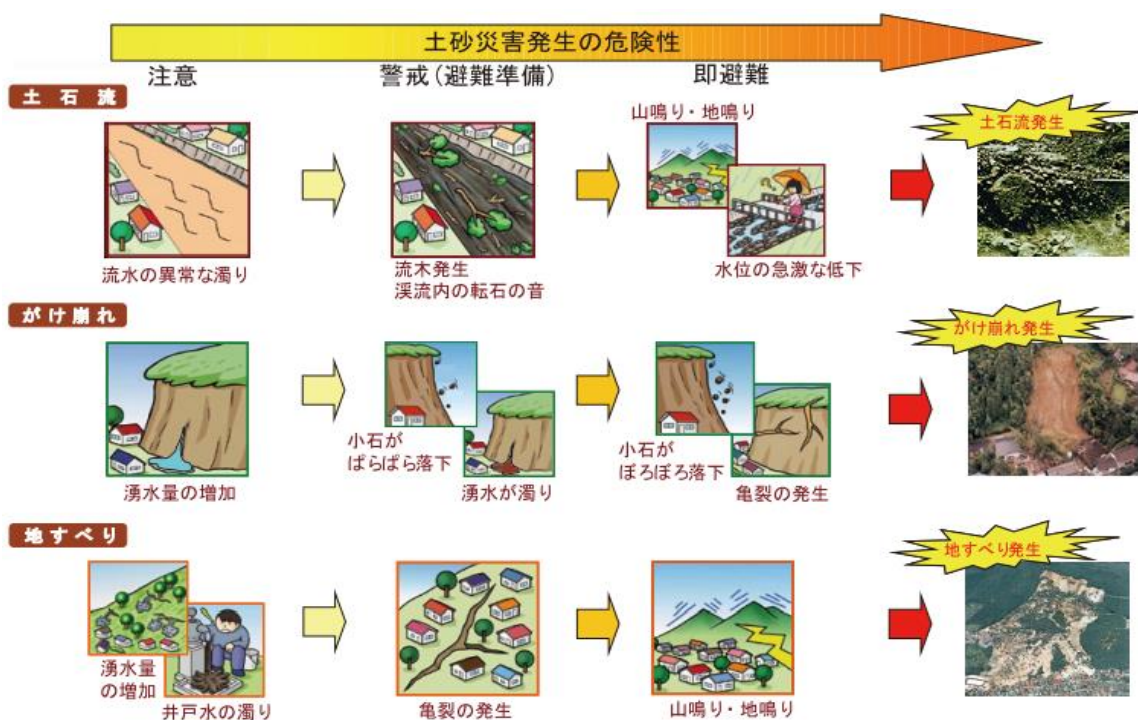 土砂災害発生の危険性
注意
警戒(避難準備)
即避難
土石流
流水の異常な濁り
流木発生
渓流内の転石の音
山鳴り・地鳴り
水位の急激な低下
土石流発生
がけ崩れ
湧水量の増加
小石が
ぱらぱら落下
湧水が濁り
小石が
ぼろぼろ落下
亀裂の発生
がけ崩れ発生
地すべり
湧水量
の増加
井戸水の濁り
亀裂の発生
山鳴り・地鳴り
地すべり発生